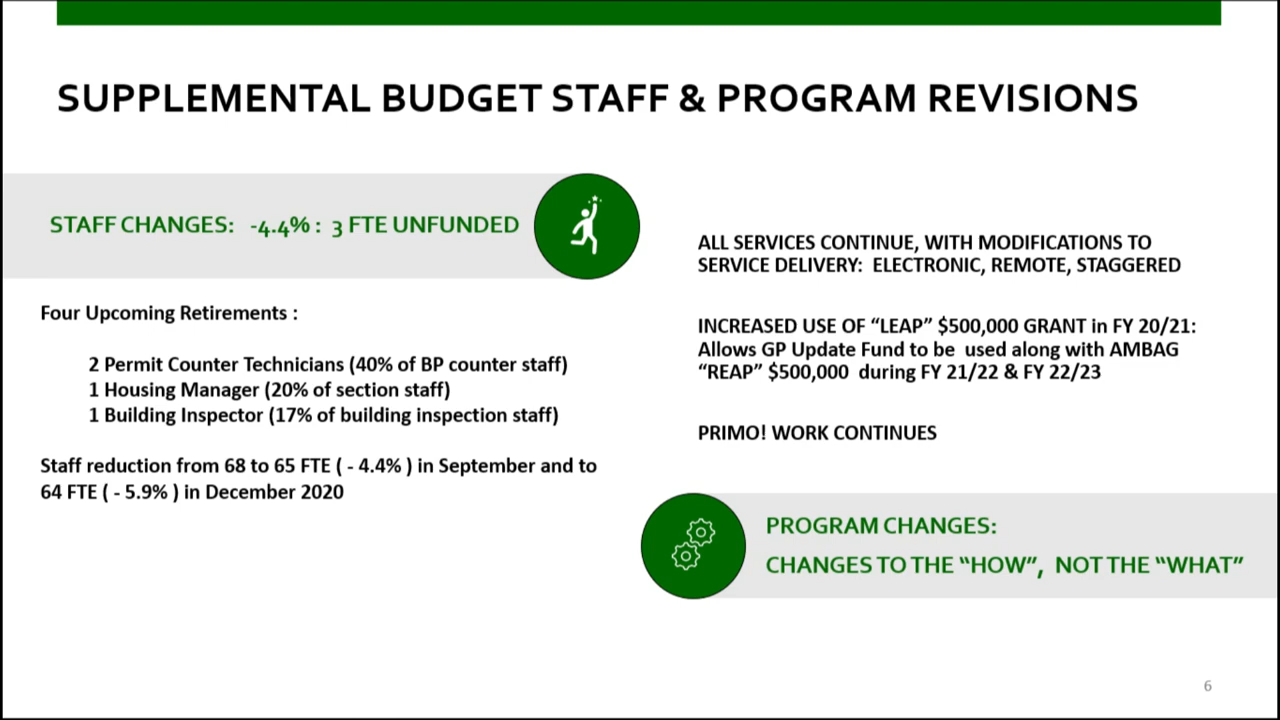 SUPPLEMENTAL BUDGET STAFF & PROGRAM REVISIONS
STAFF CHANGES: -4.4% : 3 FTE UNFUNDED
Four Upcoming Retirements :
2 Permit Counter Technicians (40% of BP counter staff)
1 Housing Manager (20% of section staff)
1 Building Inspector (17% of building inspection staff)
Staff reduction from 68 to 65 FTE ( - 4.4% ) in September and to
64 FTE ( - 5.9% ) in December 2020
ALL SERVICES CONTINUE, WITH MODIFICATIONS TO
SERVICE DELIVERY: ELECTRONIC, REMOTE, STAGGERED
INCREASED USE OF “LEAP” $500,000 GRANT in FY 20/21:
Allows GP Update Fund to be used along with AMBAG
“REAP” $500,000 during FY 21/22 & FY 22/23
PRIMO! WORK CONTINUES
PROGRAM CHANGES:
CHANGES TO THE “HOW”, NOT THE “WHAT”
6